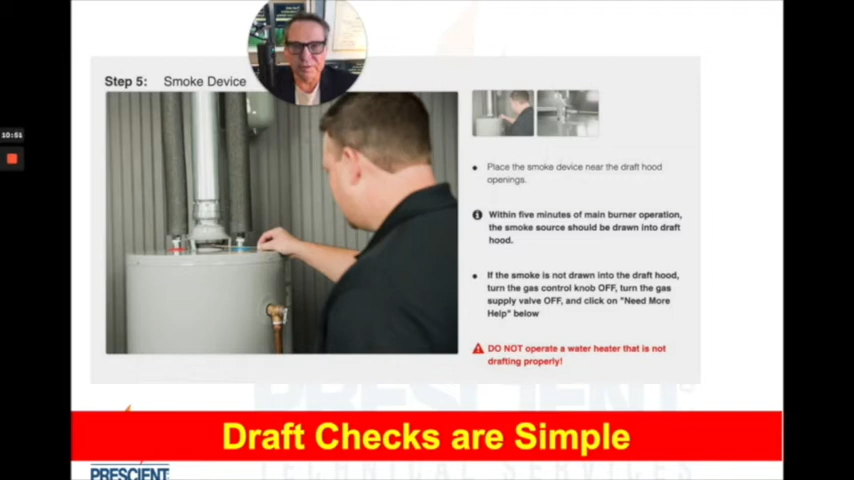 10:51
Step 5: Smoke Device
Place the smoke device near the draft hood
openings.
Within five minutes of main burner operation,
the smoke source should be drawn into draft
hood.
If the smoke is not drawn into the draft hood,
turn the gas control knob OFF, turn the gas
supply valve OFF, and click on "Need More
Help" below
DO NOT operate a water heater that is not
drafting properly!
PRESCIENT
Draft Checks are Simple
TECHNICAL SERVICES
PRESCIENT